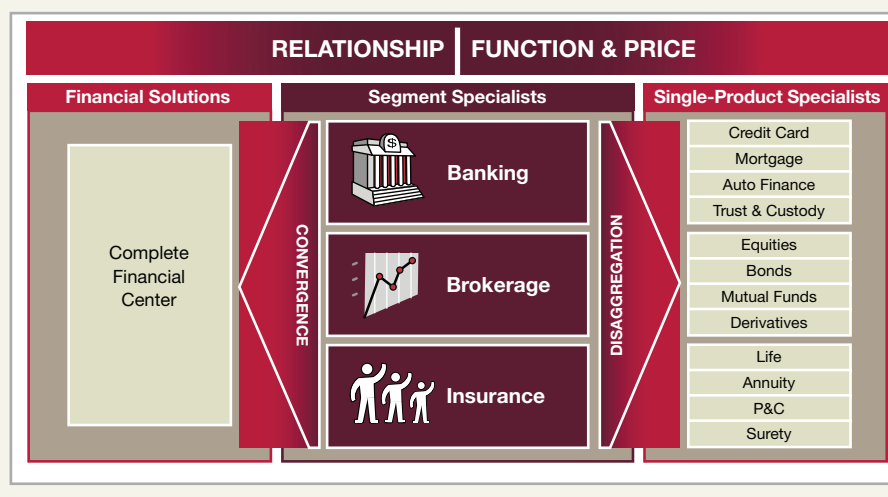 RELATIONSHIP
FUNCTION & PRICE
Financial Solutions
Segment Specialists
Single-Product Specialists
Complete
Financial
Center
CONVERGENCE
$
Banking
Brokerage
Insurance
DISAGGREGATION
Credit Card
Mortgage
Auto Finance
Trust & Custody
Equities
Bonds
Mutual Funds
Derivatives
Life
Annuity
P&C
Surety